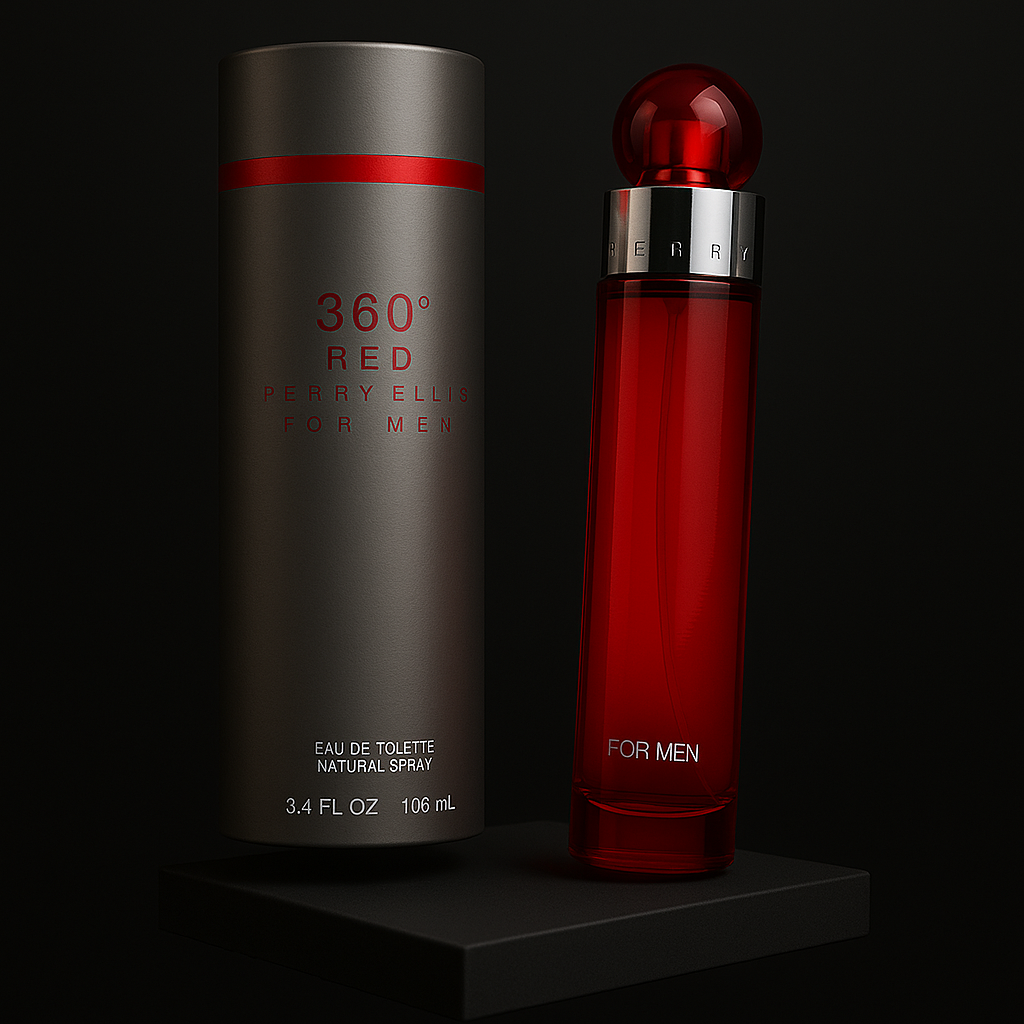 360°
RED
PERRY ELLIS
FOR MEN
EAU DE TOLETTE
NATURAL SPRAY
3.4 FL OZ 106 mL
RERRY
FOR MEN